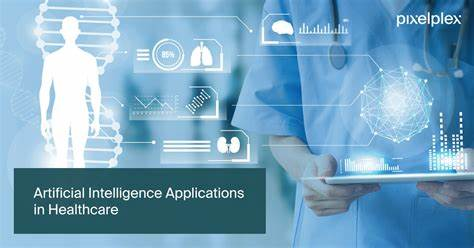 pixelplex
85%
Artificial Intelligence Applications
in Healthcare